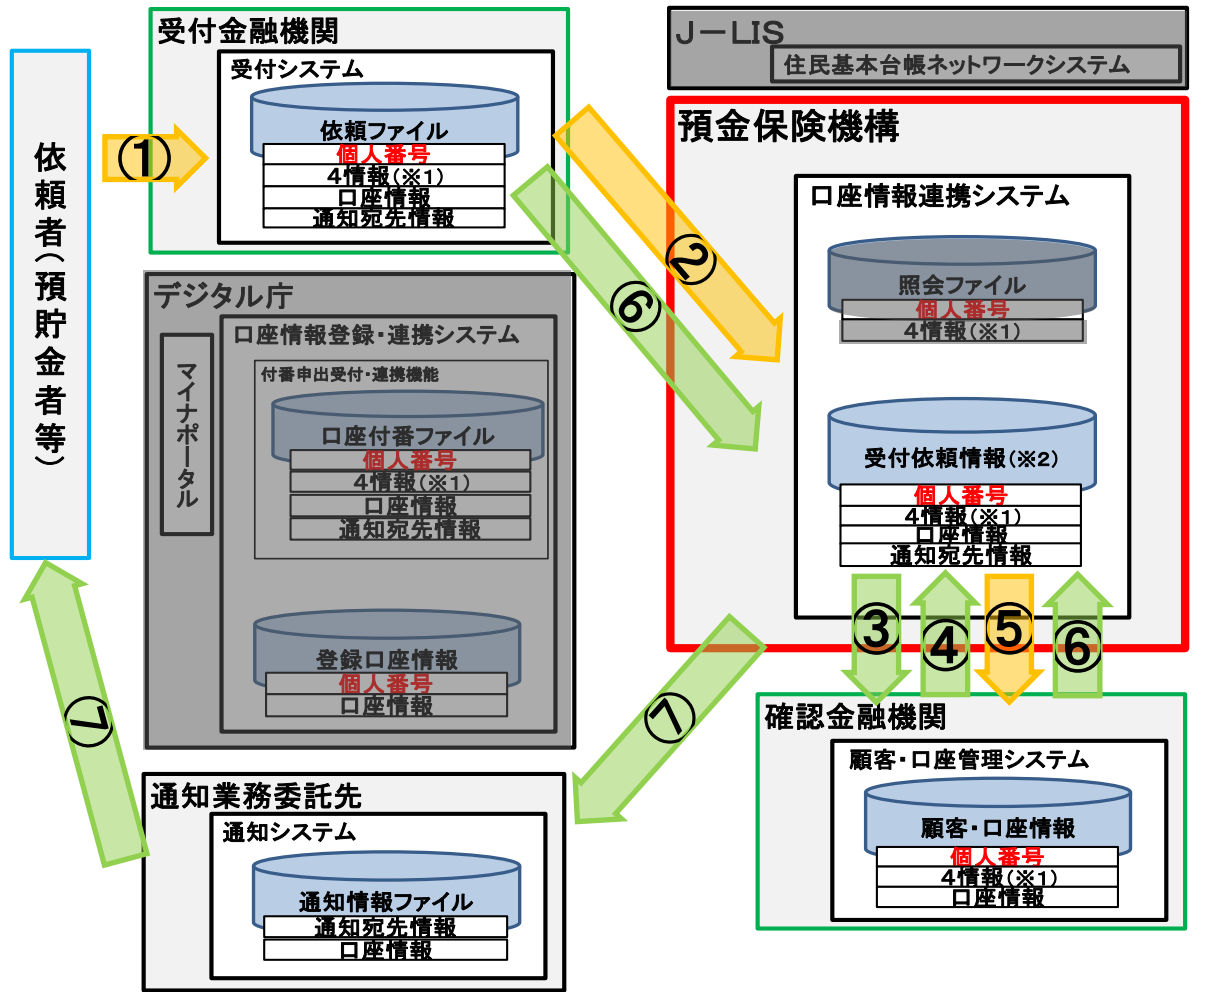 受付金融機関
受付システム
依頼ファイル
個人番号
4情報(※1)
口座情報
通知宛先情報
依頼者(預貯金者等)
①
②
⑥
J-LIS
住民基本台帳ネットワークシステム
預金保険機構
口座情報連携システム
照会ファイル
個人番号
4情報(※1)
受付依頼情報(※2)
個人番号
4情報(※1)
口座情報
通知宛先情報
デジタル庁
マイナポータル
口座情報登録・連携システム
付番申出受付・連携機能
口座付番ファイル
個人番号
4情報(※1)
口座情報
通知宛先情報
登録口座情報
個人番号
口座情報
③
④
⑤
⑥
⑦
⑦
確認金融機関
顧客・口座管理システム
顧客・口座情報
個人番号
4情報(※1)
口座情報
通知業務委託先
通知システム
通知情報ファイル
通知宛先情報
口座情報